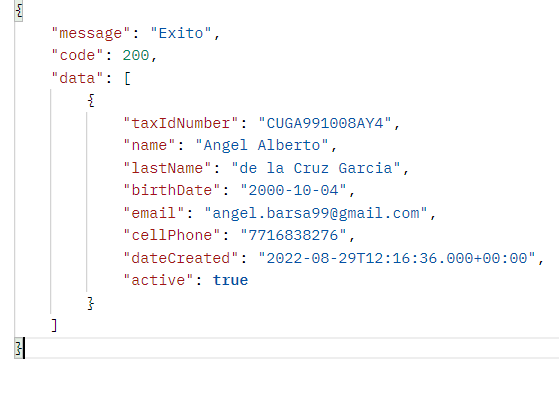 {
"message": "Exito",
"code": 200,
"data": [
{
"taxIdNumber": "CUGA991008AY4",
"name": "Angel Alberto",
"lastName": "de la Cruz Garcia",
"birthDate": "2000-10-04",
"email": "angel.barsa99@gmail.com",
"cellPhone": "7716838276",
"dateCreated": "2022-08-29T12:16:36.000+00:00",
"active": true
}
]
}